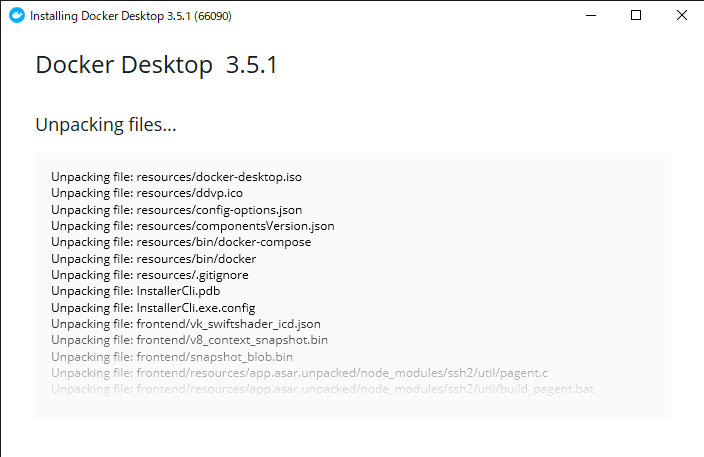 Installing Docker Desktop 3.5.1 (66090)
Docker Desktop 3.5.1
Unpacking files...
Unpacking file: resources/docker-desktop.iso
Unpacking file: resources/ddvp.ico
Unpacking file: resources/config-options.json
Unpacking file: resources/componentsVersion.json
Unpacking file: resources/bin/docker-compose
Unpacking file: resources/bin/docker
Unpacking file: resources/.gitignore
Unpacking file: InstallerCli.pdb
Unpacking file: InstallerCli.exe.config
Unpacking file: frontend/vk_swiftshader_icd.json
Unpacking file: frontend/v8_context_snapshot.bin
Unpacking file: frontend/snapshot_blob.bin
Unpacking file: frontend/resources/app.asar.unpacked/node_modules/ssh2/util/pagent.c
Unpacking file: frontend/resources/app.asar.unpacked/node_modules/ssh2/util/build_pagent.bat